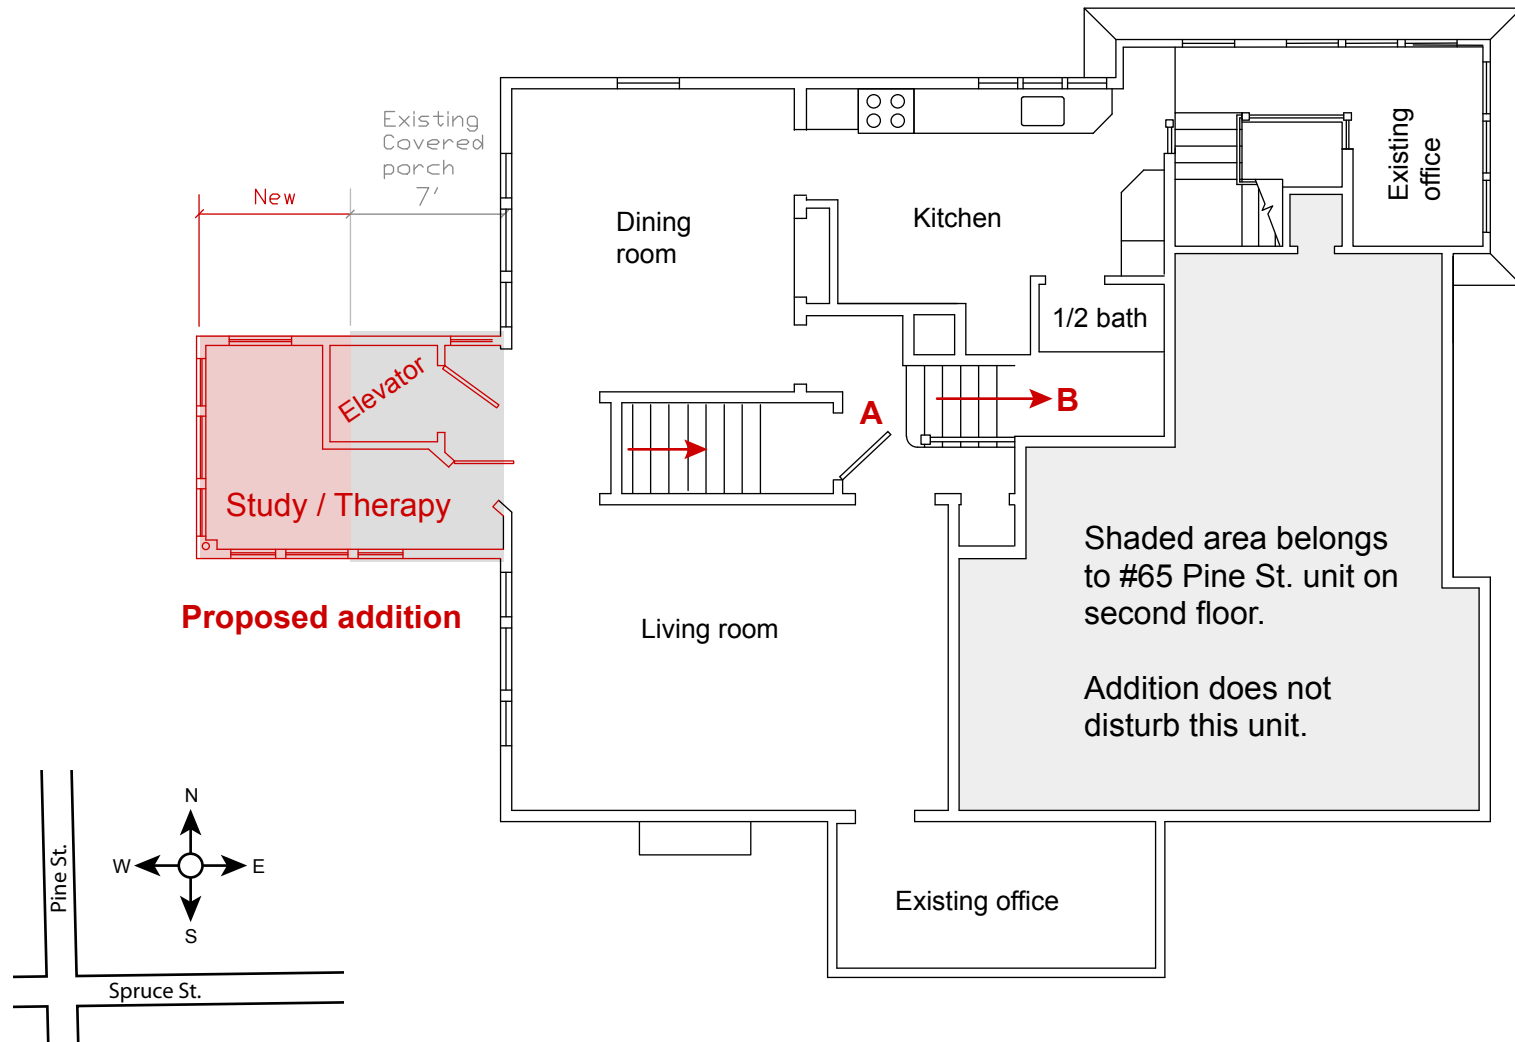 Existing
Covered
porch
7'
New
Existing
office
Dining
room
Kitchen
1/2 bath
Elevator
A
B
Study / Therapy
Proposed addition
Living room
Shaded area belongs
to #65 Pine St. unit on
second floor.
Addition does not
disturb this unit.
Existing office
N
W
E
S
Pine St.
Spruce St.